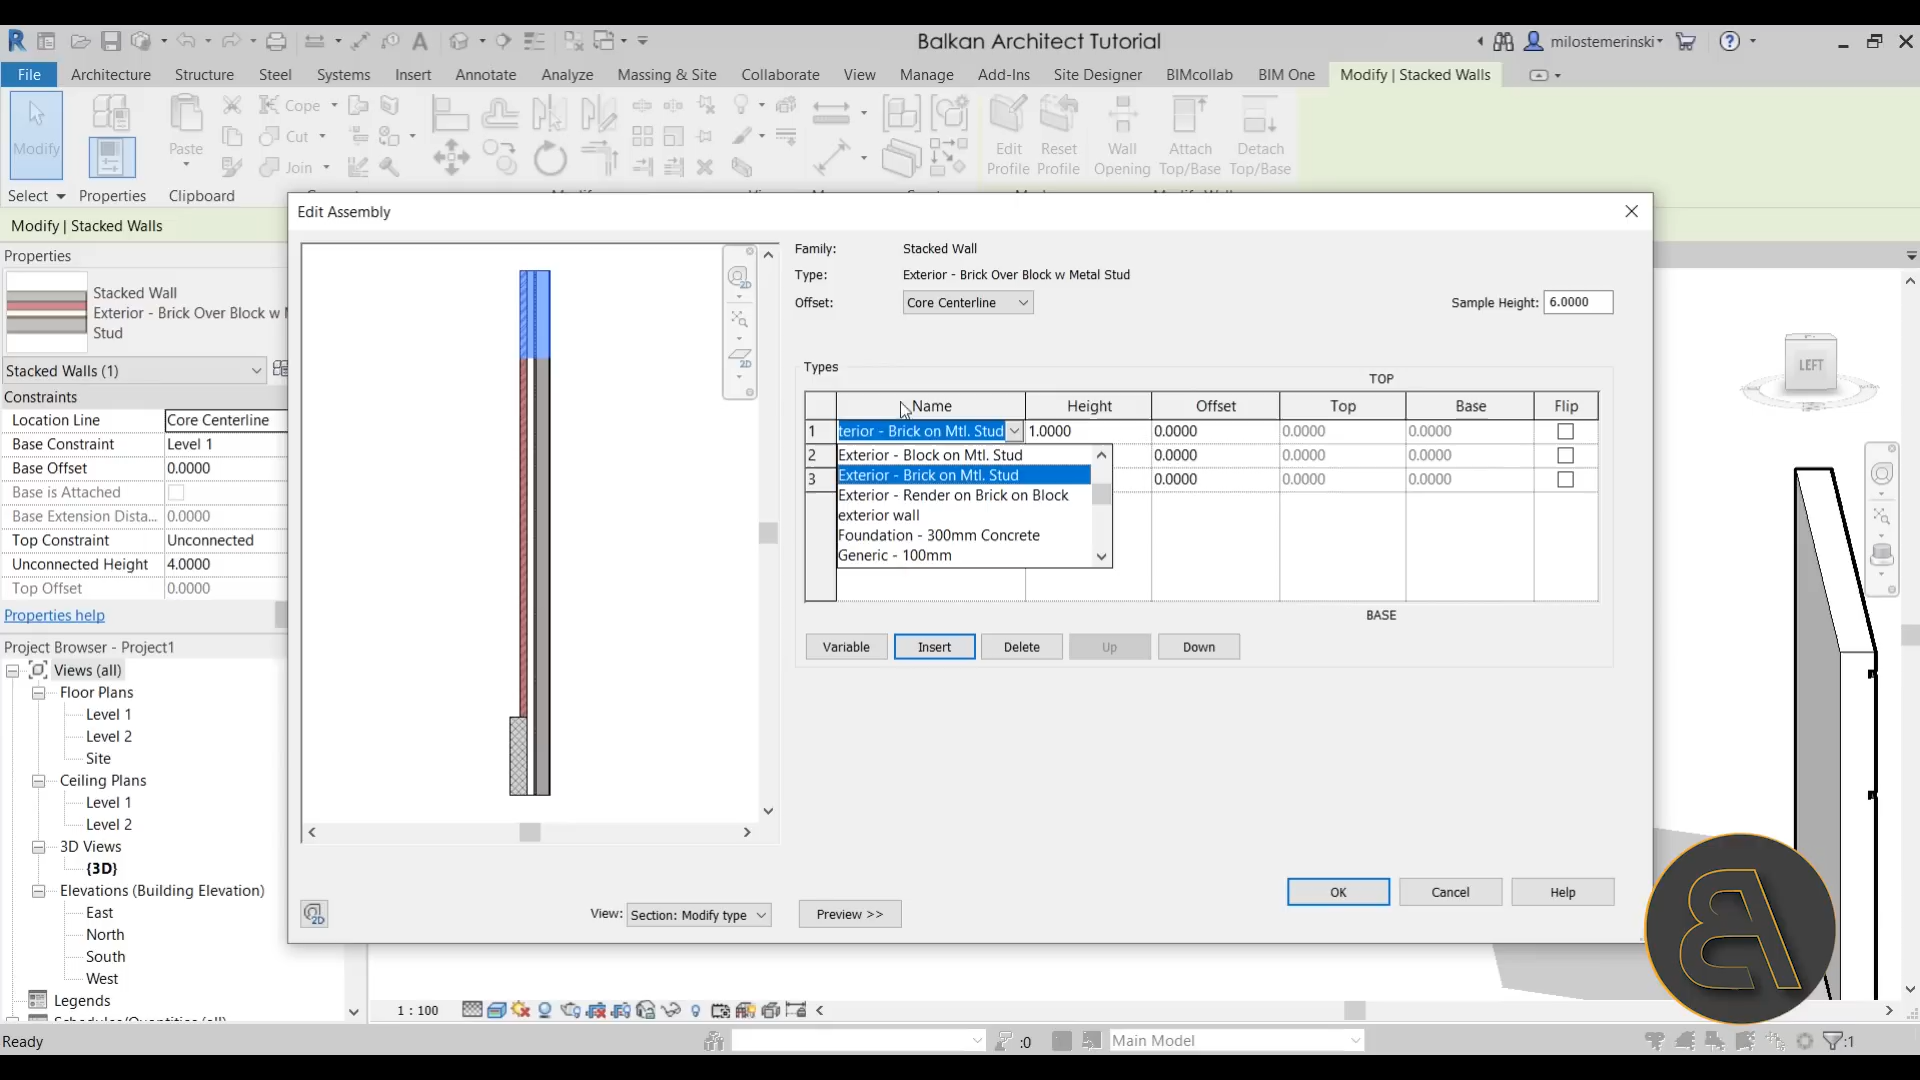 Balkan Architect Tutorial
milostemerinski
File Architecture Structure Steel Systems Insert Annotate Analyze Massing & Site Collaborate View Manage Add-Ins Site Designer BIMcollab BIM One Modify | Stacked Walls
Modify
Paste
Cope
Cut
Join
Edit Profile
Reset Profile
Wall Opening
Attach Top/Base
Detach Top/Base
Select Properties Clipboard
Modify | Stacked Walls
Properties
Stacked Wall
Exterior - Brick Over Block w
Stud
Stacked Walls (1)
Constraints
Location Line Core Centerline
Base Constraint Level 1
Base Offset 0.0000
Base is Attached
Base Extension Dista... 0.0000
Top Constraint Unconnected
Unconnected Height 4.0000
Top Offset 0.0000
Properties help
Project Browser - Project1
Views (all)
Floor Plans
Level 1
Level 2
Site
Ceiling Plans
Level 1
Level 2
3D Views
{3D}
Elevations (Building Elevation)
East
North
South
West
Legends
Schedules/Quantities (all)
Edit Assembly
Family: Stacked Wall
Type: Exterior - Brick Over Block w Metal Stud
Offset: Core Centerline
Sample Height: 6.0000
Types
TOP
Name Height Offset Top Base Flip
1 terior - Brick on Mtl. Stud 1.0000 0.0000 0.0000 0.0000
2 0.0000 0.0000 0.0000
3 0.0000 0.0000 0.0000
Exterior - Block on Mtl. Stud
Exterior - Brick on Mtl. Stud
Exterior - Render on Brick on Block
exterior wall
Foundation - 300mm Concrete
Generic - 100mm
BASE
Variable Insert Delete Up Down
OK Cancel Help
View: Section: Modify type Preview >>
2D
2D
2D
LEFT
1 : 100
Ready
:0
Main Model
:1